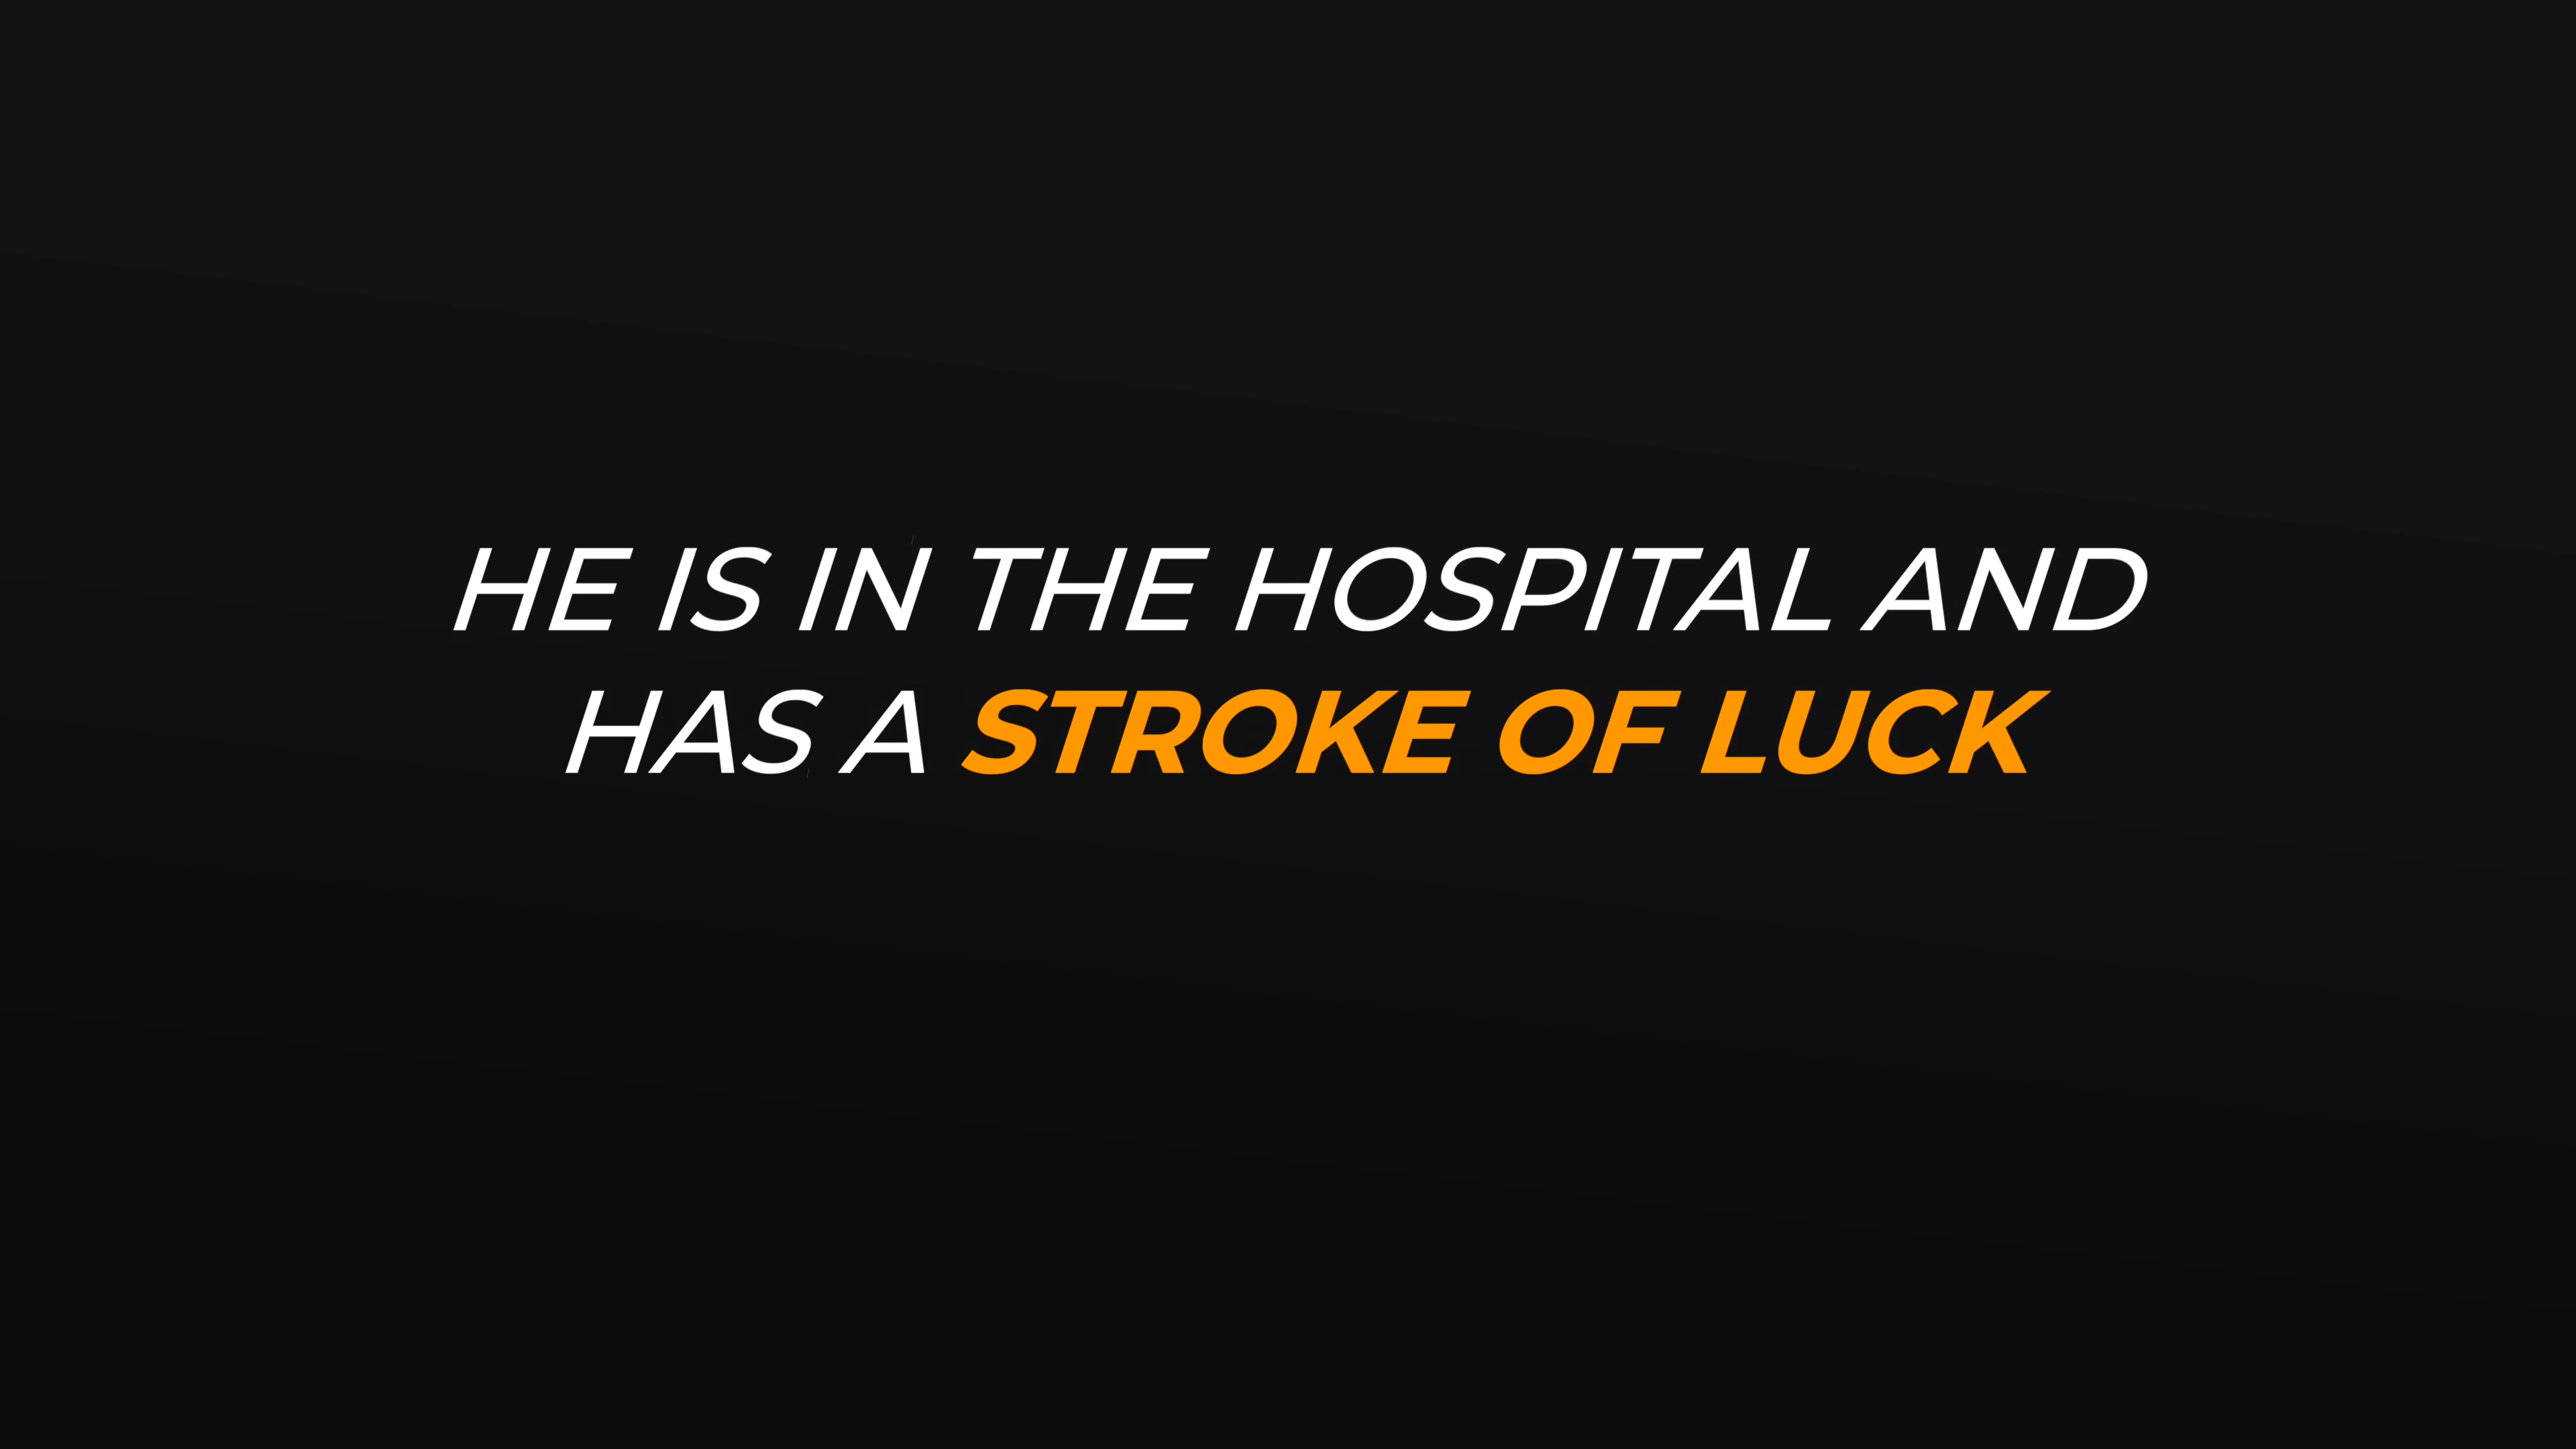 HE IS IN THE HOSPITAL AND
HAS A STROKE OF LUCK